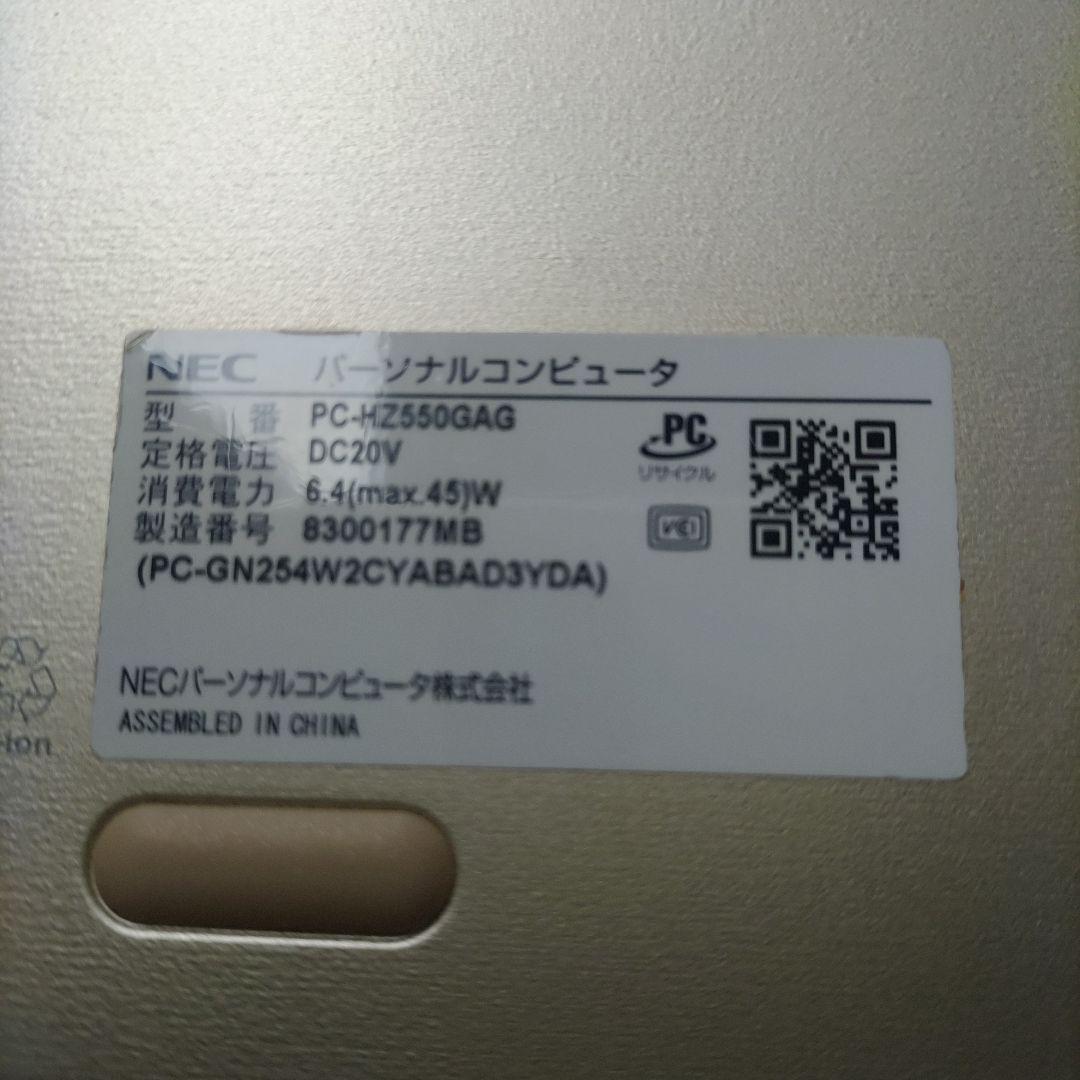 NEC パーソナルコンピュータ
型 番 PC-HZ550GAG
定格電圧 DC20V
消費電力 6.4(max.45)W
製造番号 8300177MB
(PC-GN254W2CYABAD3YDA)
PC
リサイクル
VCCI
NECパーソナルコンピュータ株式会社
ASSEMBLED IN CHINA
-ion